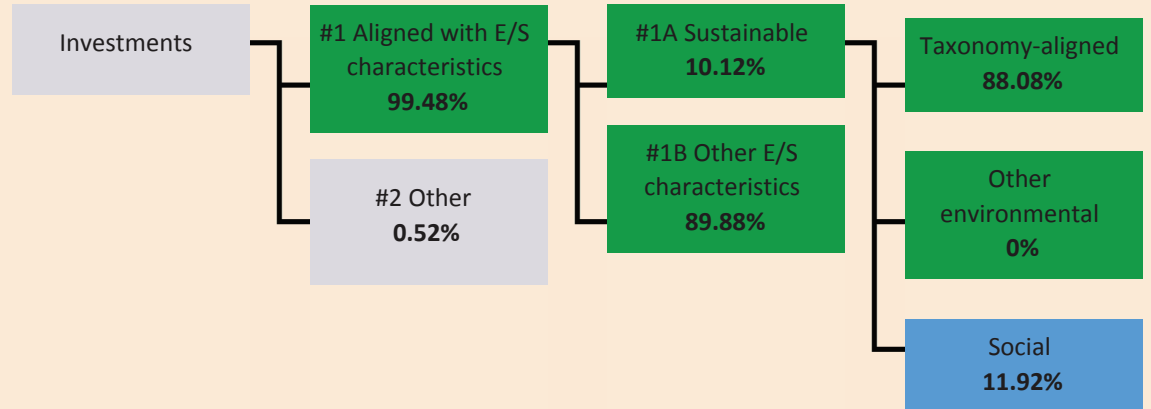 Investments
#1 Aligned with E/S
characteristics
99.48%
#2 Other
0.52%
#1A Sustainable
10.12%
#1B Other E/S
characteristics
89.88%
Taxonomy-aligned
88.08%
Other
environmental
0%
Social
11.92%